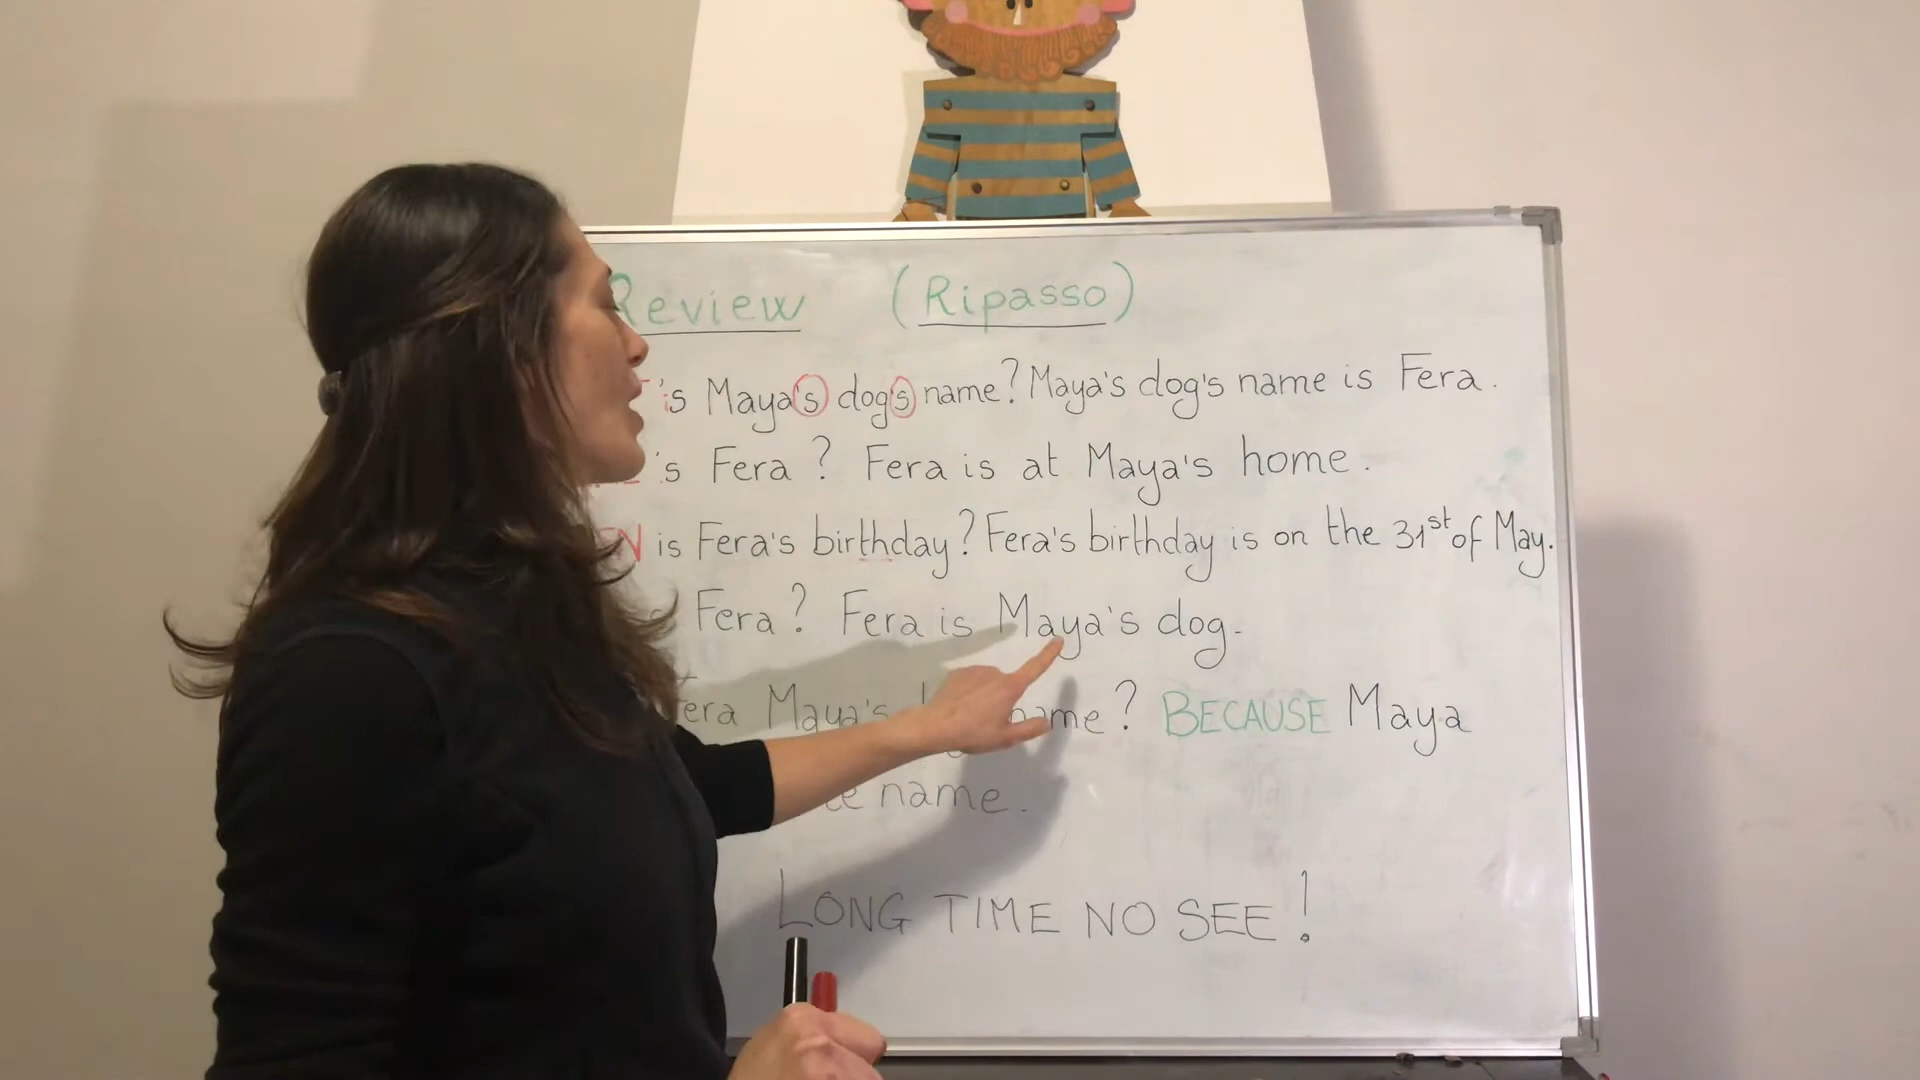 Review (Ripasso)
's Maya's dog's name? Maya's dog's name is Fera.
's Fera? Fera is at Maya's home.
is Fera's birthday? Fera's birthday is on the 31st of May.
Fera? Fera is Maya's dog.
Maya's name? BECAUSE Maya
name.
LONG TIME NO SEE!